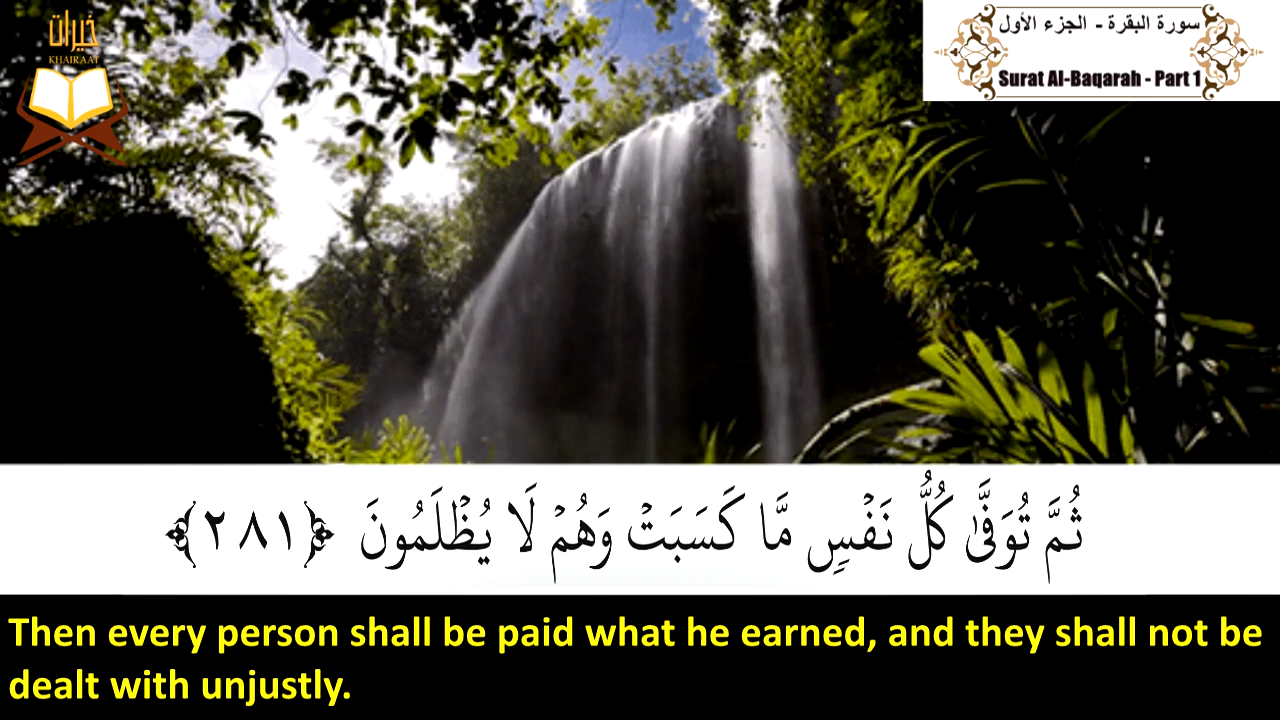 خيرات
KHAIRAAT
سورة البقرة - الجزء الأول
Surat Al-Baqarah - Part 1
ثُمَّ تُوَفَّىٰ كُلُّ نَفْسٍ مَّا كَسَبَتْ وَهُمْ لَا يُظْلَمُونَ ﴿٢٨١﴾
Then every person shall be paid what he earned, and they shall not be
dealt with unjustly.